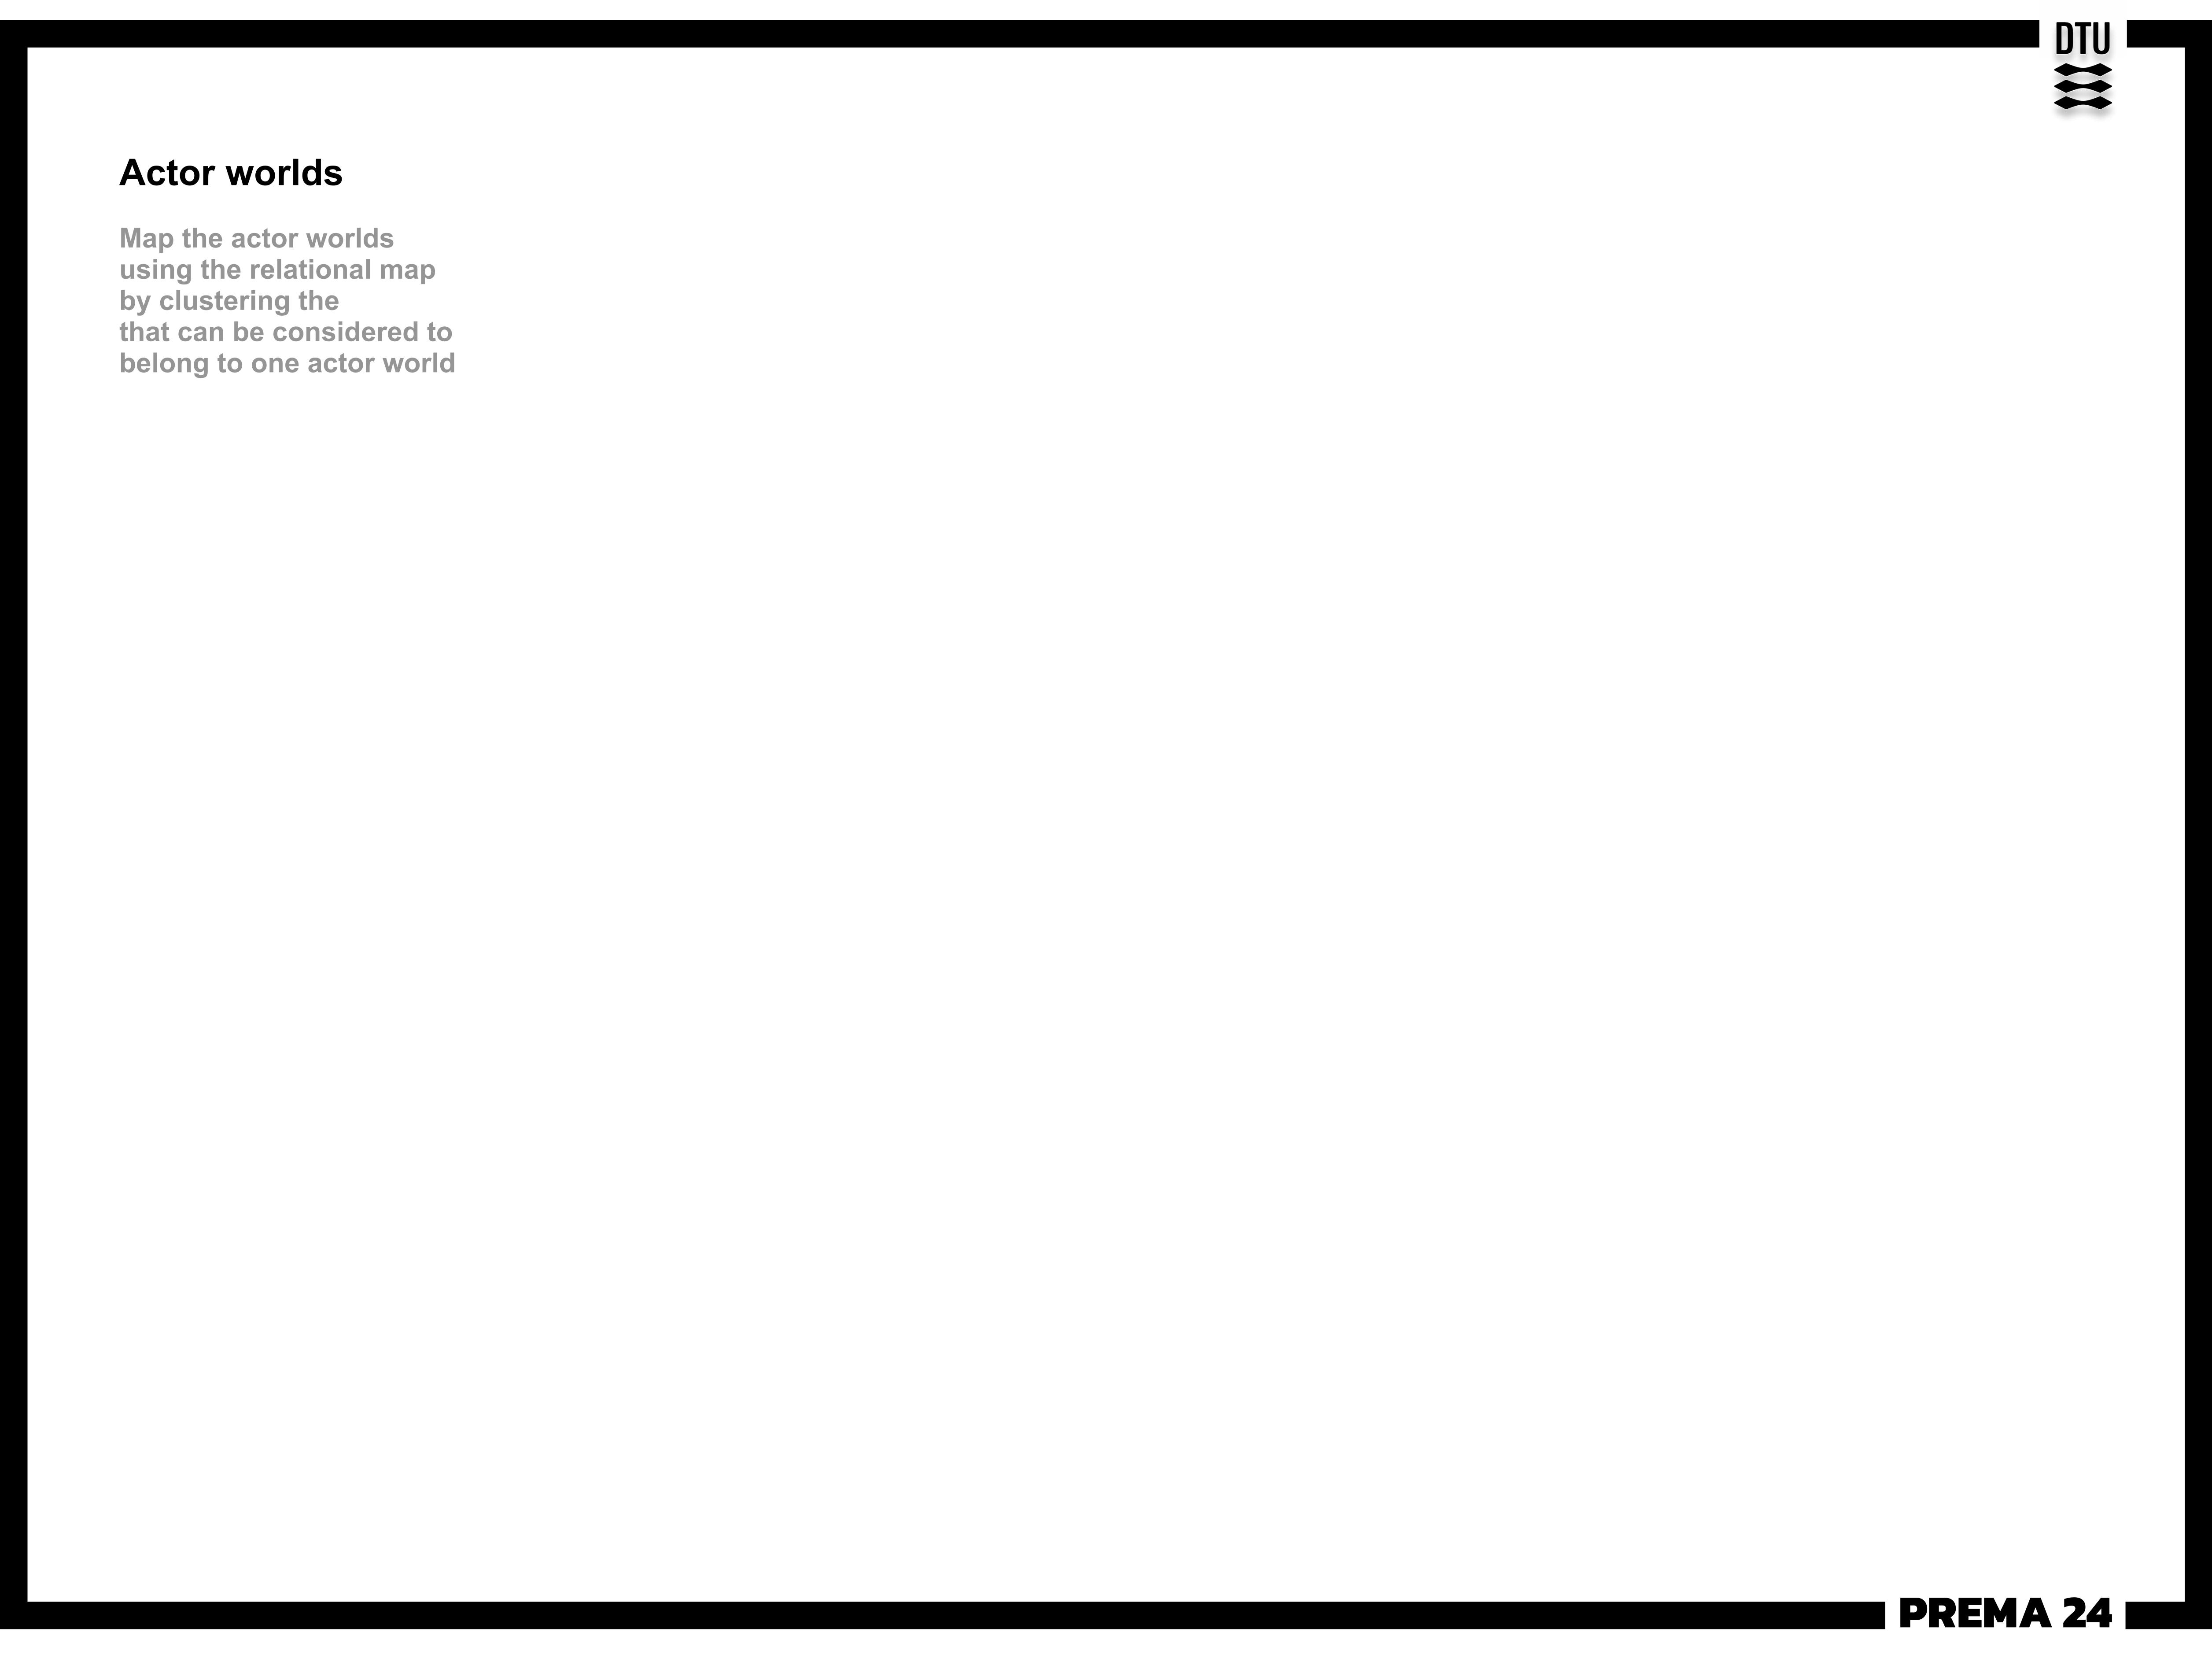 DTU
Actor worlds
Map the actor worlds
using the relational map
by clustering the
that can be considered to
belong to one actor world
PREMA 24